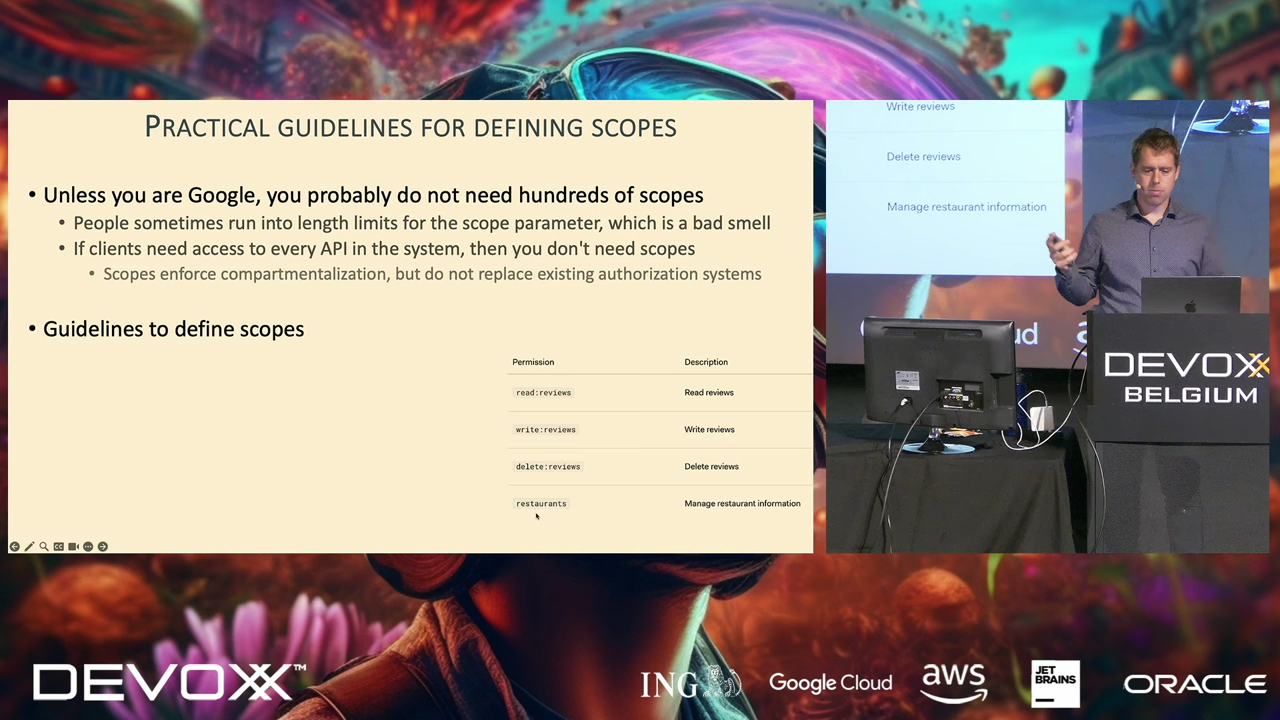 PRACTICAL GUIDELINES FOR DEFINING SCOPES
• Unless you are Google, you probably do not need hundreds of scopes
• People sometimes run into length limits for the scope parameter, which is a bad smell
• If clients need access to every API in the system, then you don't need scopes
• Scopes enforce compartmentalization, but do not replace existing authorization systems
• Guidelines to define scopes
Permission Description
read:reviews Read reviews
write:reviews Write reviews
delete:reviews Delete reviews
restaurants Manage restaurant information
Write reviews
Delete reviews
Manage restaurant information
DEVOXX
BELGIUM
DEVOXX™
ING
Google Cloud
aws
JET
BRAINS
ORACLE